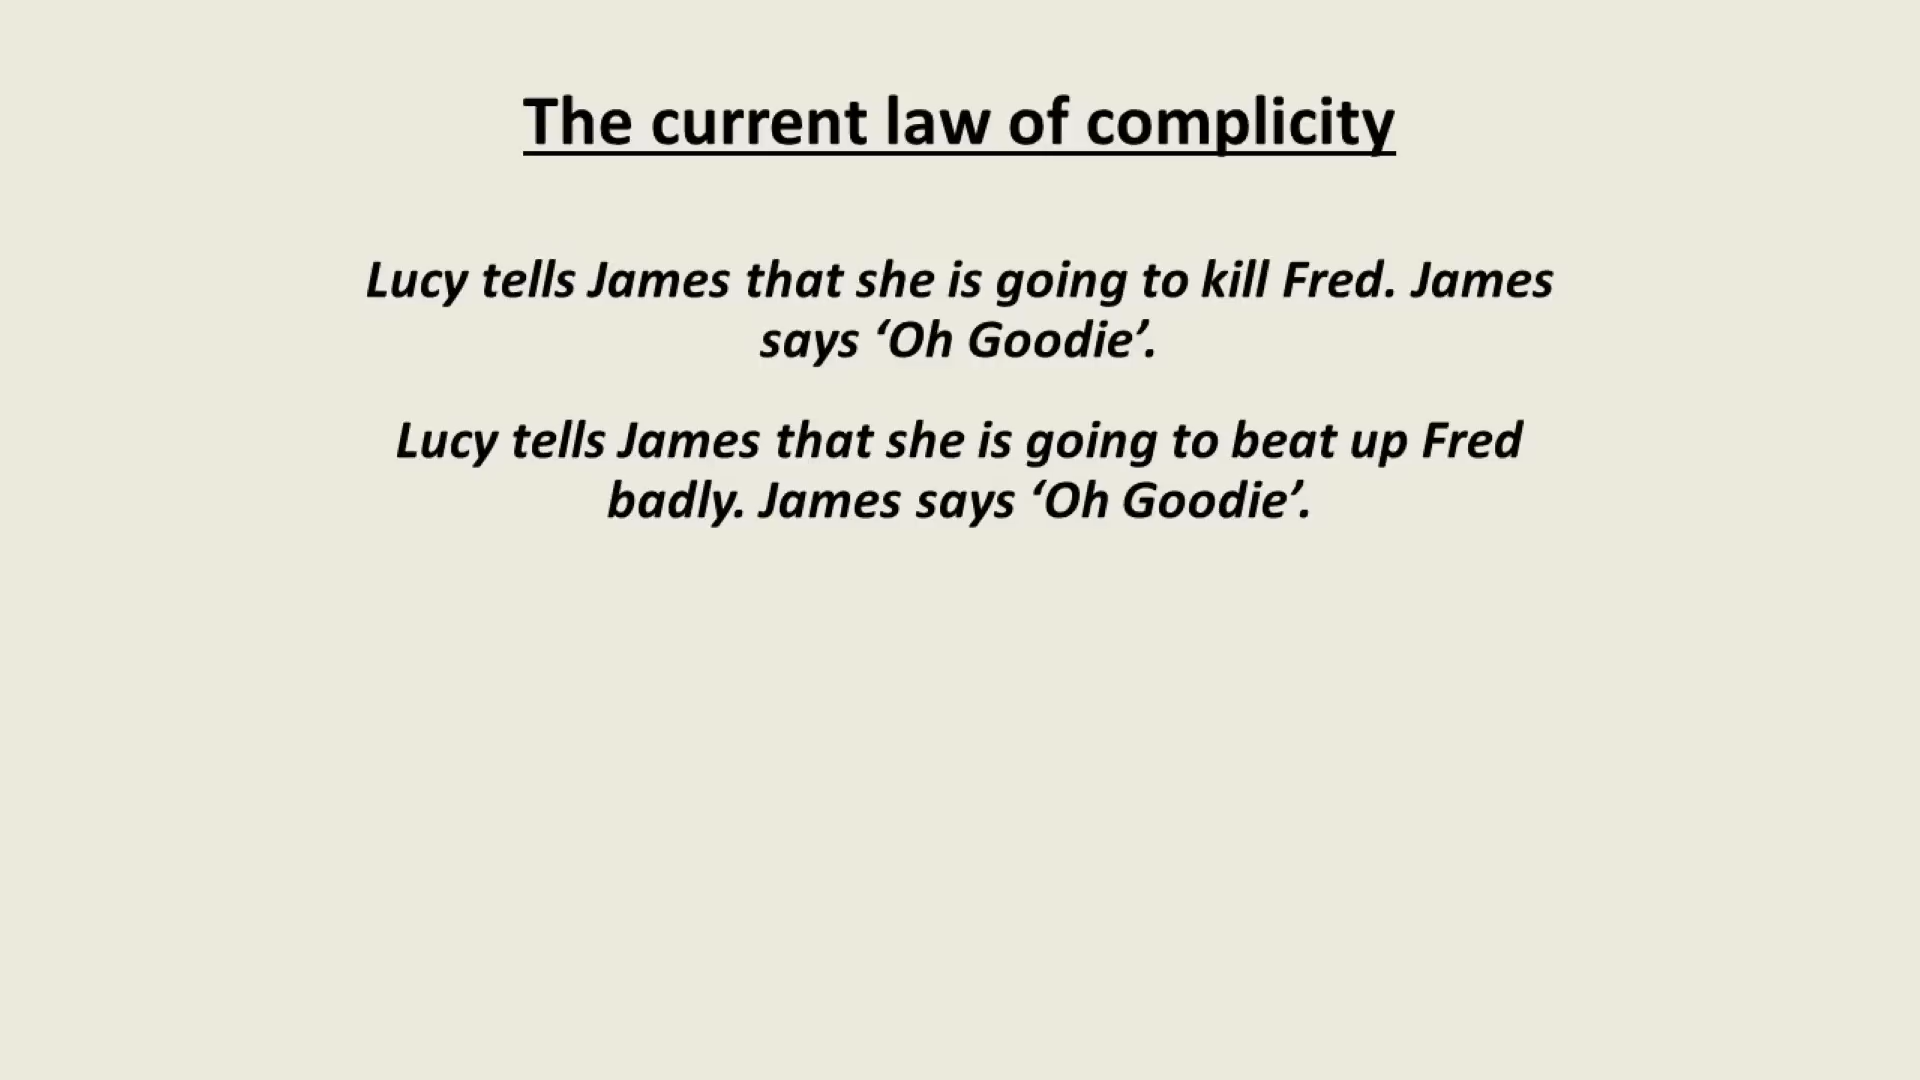 The current law of complicity
Lucy tells James that she is going to kill Fred. James
says ‘Oh Goodie’.
Lucy tells James that she is going to beat up Fred
badly. James says ‘Oh Goodie’.